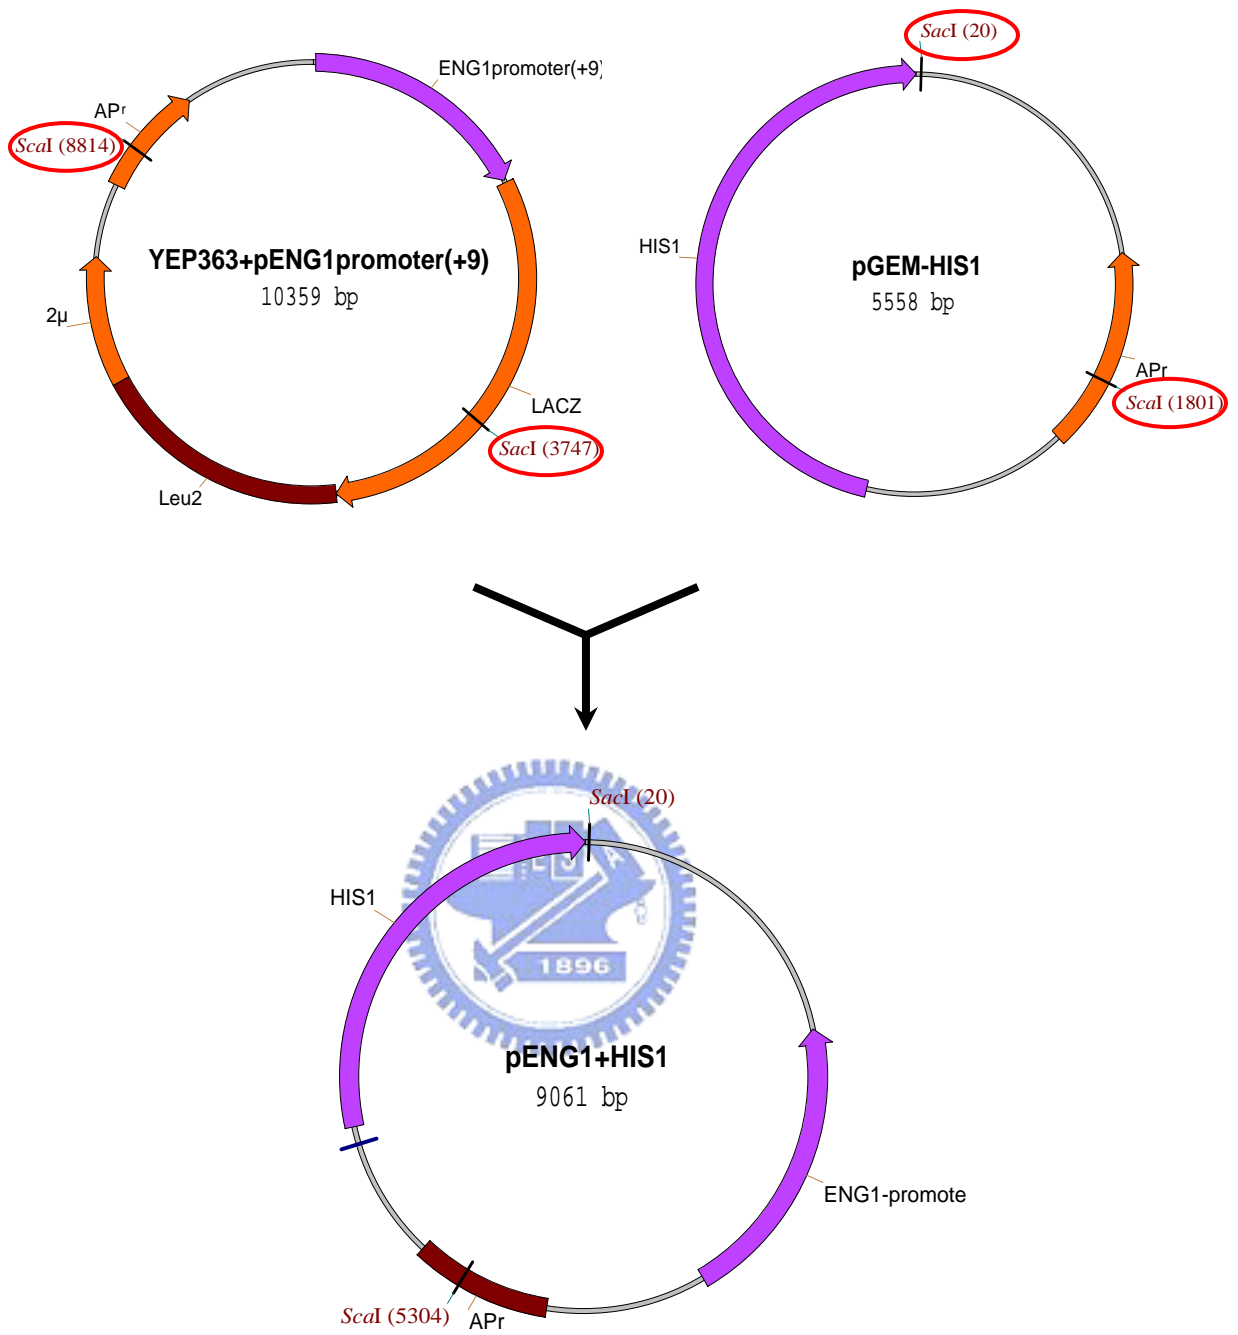 SacI (20)
ENG1promoter(+9)
APr
ScaI (8814)
YEP363+pENG1promoter(+9)
10359 bp
HIS1
pGEM-HIS1
5558 bp
2μ
APr
LACZ
ScaI (1801)
SacI (3747)
Leu2
SacI (20)
HIS1
1896
pENG1+HIS1
9061 bp
ENG1-promote
ScaI (5304)
APr